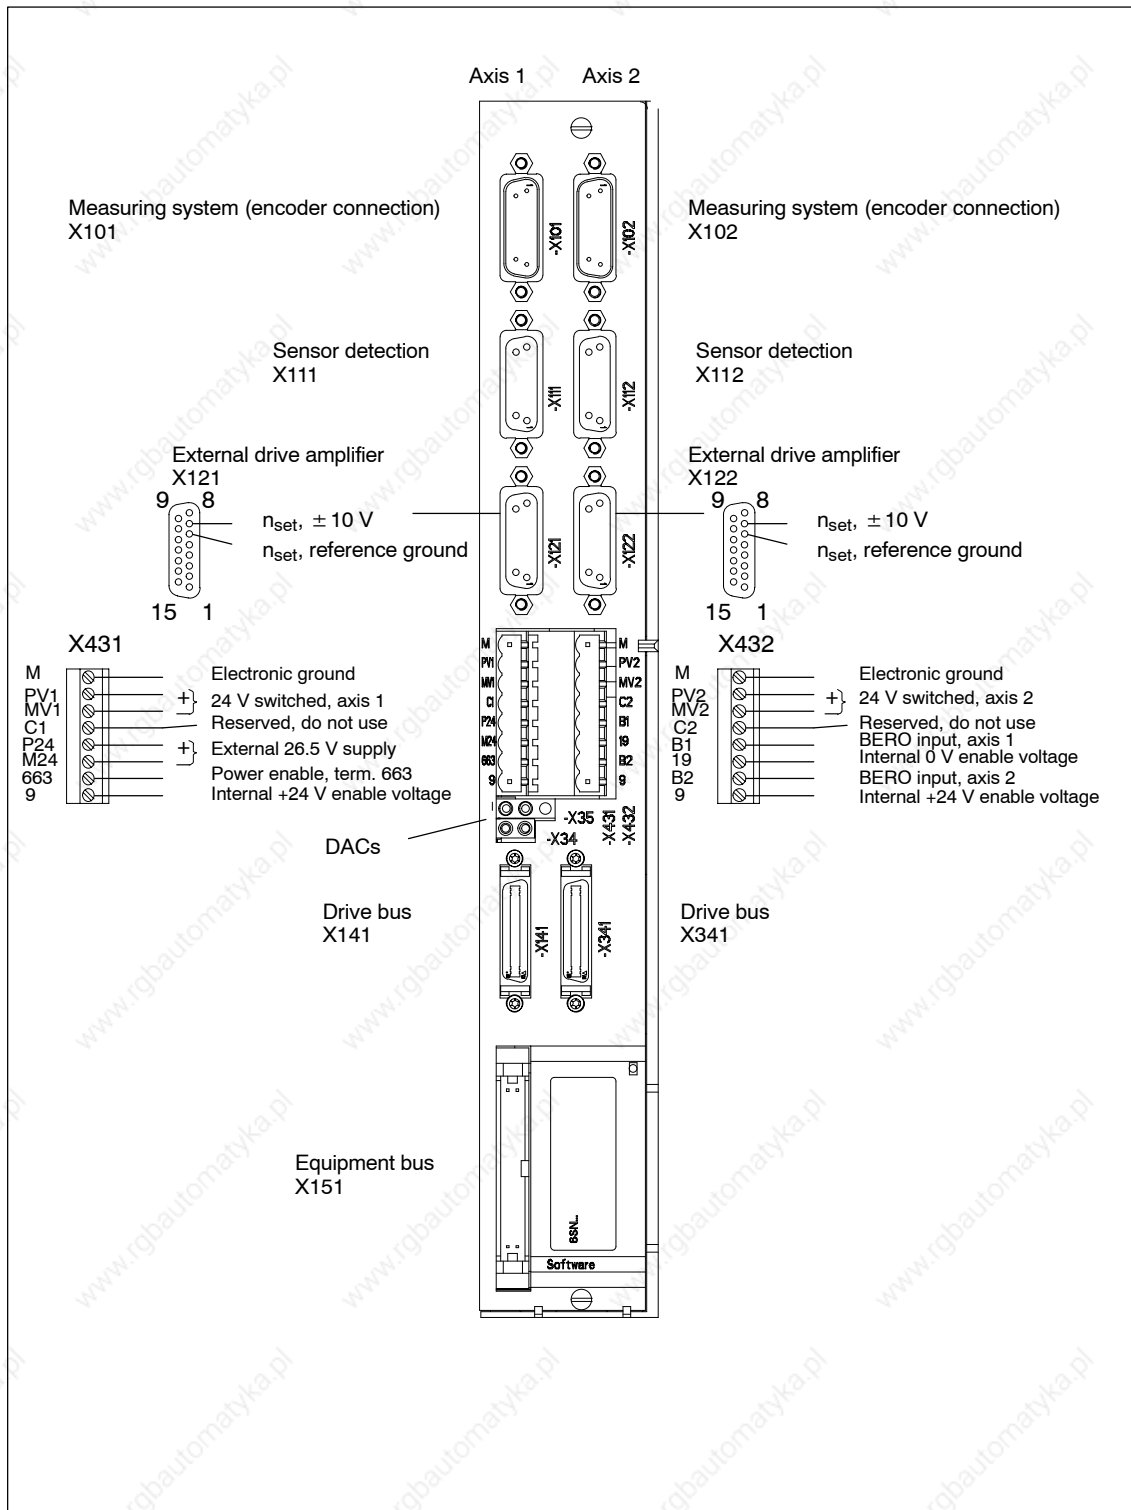 Axis 1 Axis 2
Measuring system (encoder connection)
X101
Measuring system (encoder connection)
X102
-X101
-X102
Sensor detection
X111
Sensor detection
X112
-X111
-X112
External drive amplifier
X121
9 8
nset, ± 10 V
nset, reference ground
15 1
External drive amplifier
X122
9 8
nset, ± 10 V
nset, reference ground
15 1
-X121
-X122
X431
M Electronic ground
PV1
MV1
+ 24 V switched, axis 1
C1 Reserved, do not use
P24
M24
+ External 26.5 V supply
663 Power enable, term. 663
9 Internal +24 V enable voltage
M
PV1
MV1
C1
P24
M24
663
9
M
PV2
MV2
C2
B1
19
B2
9
X432
M Electronic ground
PV2
MV2
+ 24 V switched, axis 2
C2 Reserved, do not use
B1 BERO input, axis 1
19 Internal 0 V enable voltage
B2 BERO input, axis 2
9 Internal +24 V enable voltage
-X35
-X34
-X431
-X432
DACs
Drive bus
X141
Drive bus
X341
-X141
-X341
Equipment bus
X151
6SN..
Software
www.rgbautomatyka.pl